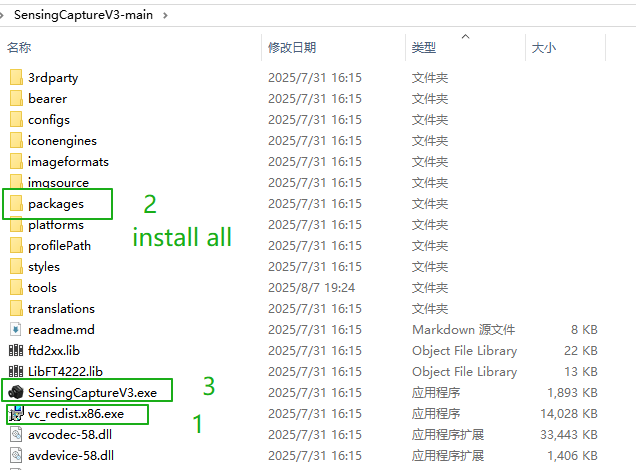 SensingCaptureV3-main
名称 修改日期 类型 大小
3rdparty 2025/7/31 16:15 文件夹
bearer 2025/7/31 16:15 文件夹
configs 2025/7/31 16:15 文件夹
iconengines 2025/7/31 16:15 文件夹
imageformats 2025/7/31 16:15 文件夹
imgsource 2025/7/31 16:15 文件夹
packages 2 2025/7/31 16:15 文件夹
platforms 2025/7/31 16:15 文件夹
install all
profilePath 2025/7/31 16:15 文件夹
styles 2025/7/31 16:15 文件夹
tools 2025/8/7 19:24 文件夹
translations 2025/7/31 16:15 文件夹
readme.md 2025/7/31 16:15 Markdown 源文件 8 KB
ftd2xx.lib 2025/7/31 16:15 Object File Library 22 KB
LibFT4222.lib 2025/7/31 16:15 Object File Library 13 KB
SensingCaptureV3.exe 3 2025/7/31 16:15 应用程序 1,893 KB
vc_redist.x86.exe 1 2025/7/31 16:15 应用程序 14,028 KB
avcodec-58.dll 2025/7/31 16:15 应用程序扩展 33,443 KB
avdevice-58.dll 2025/7/31 16:15 应用程序扩展 1,406 KB